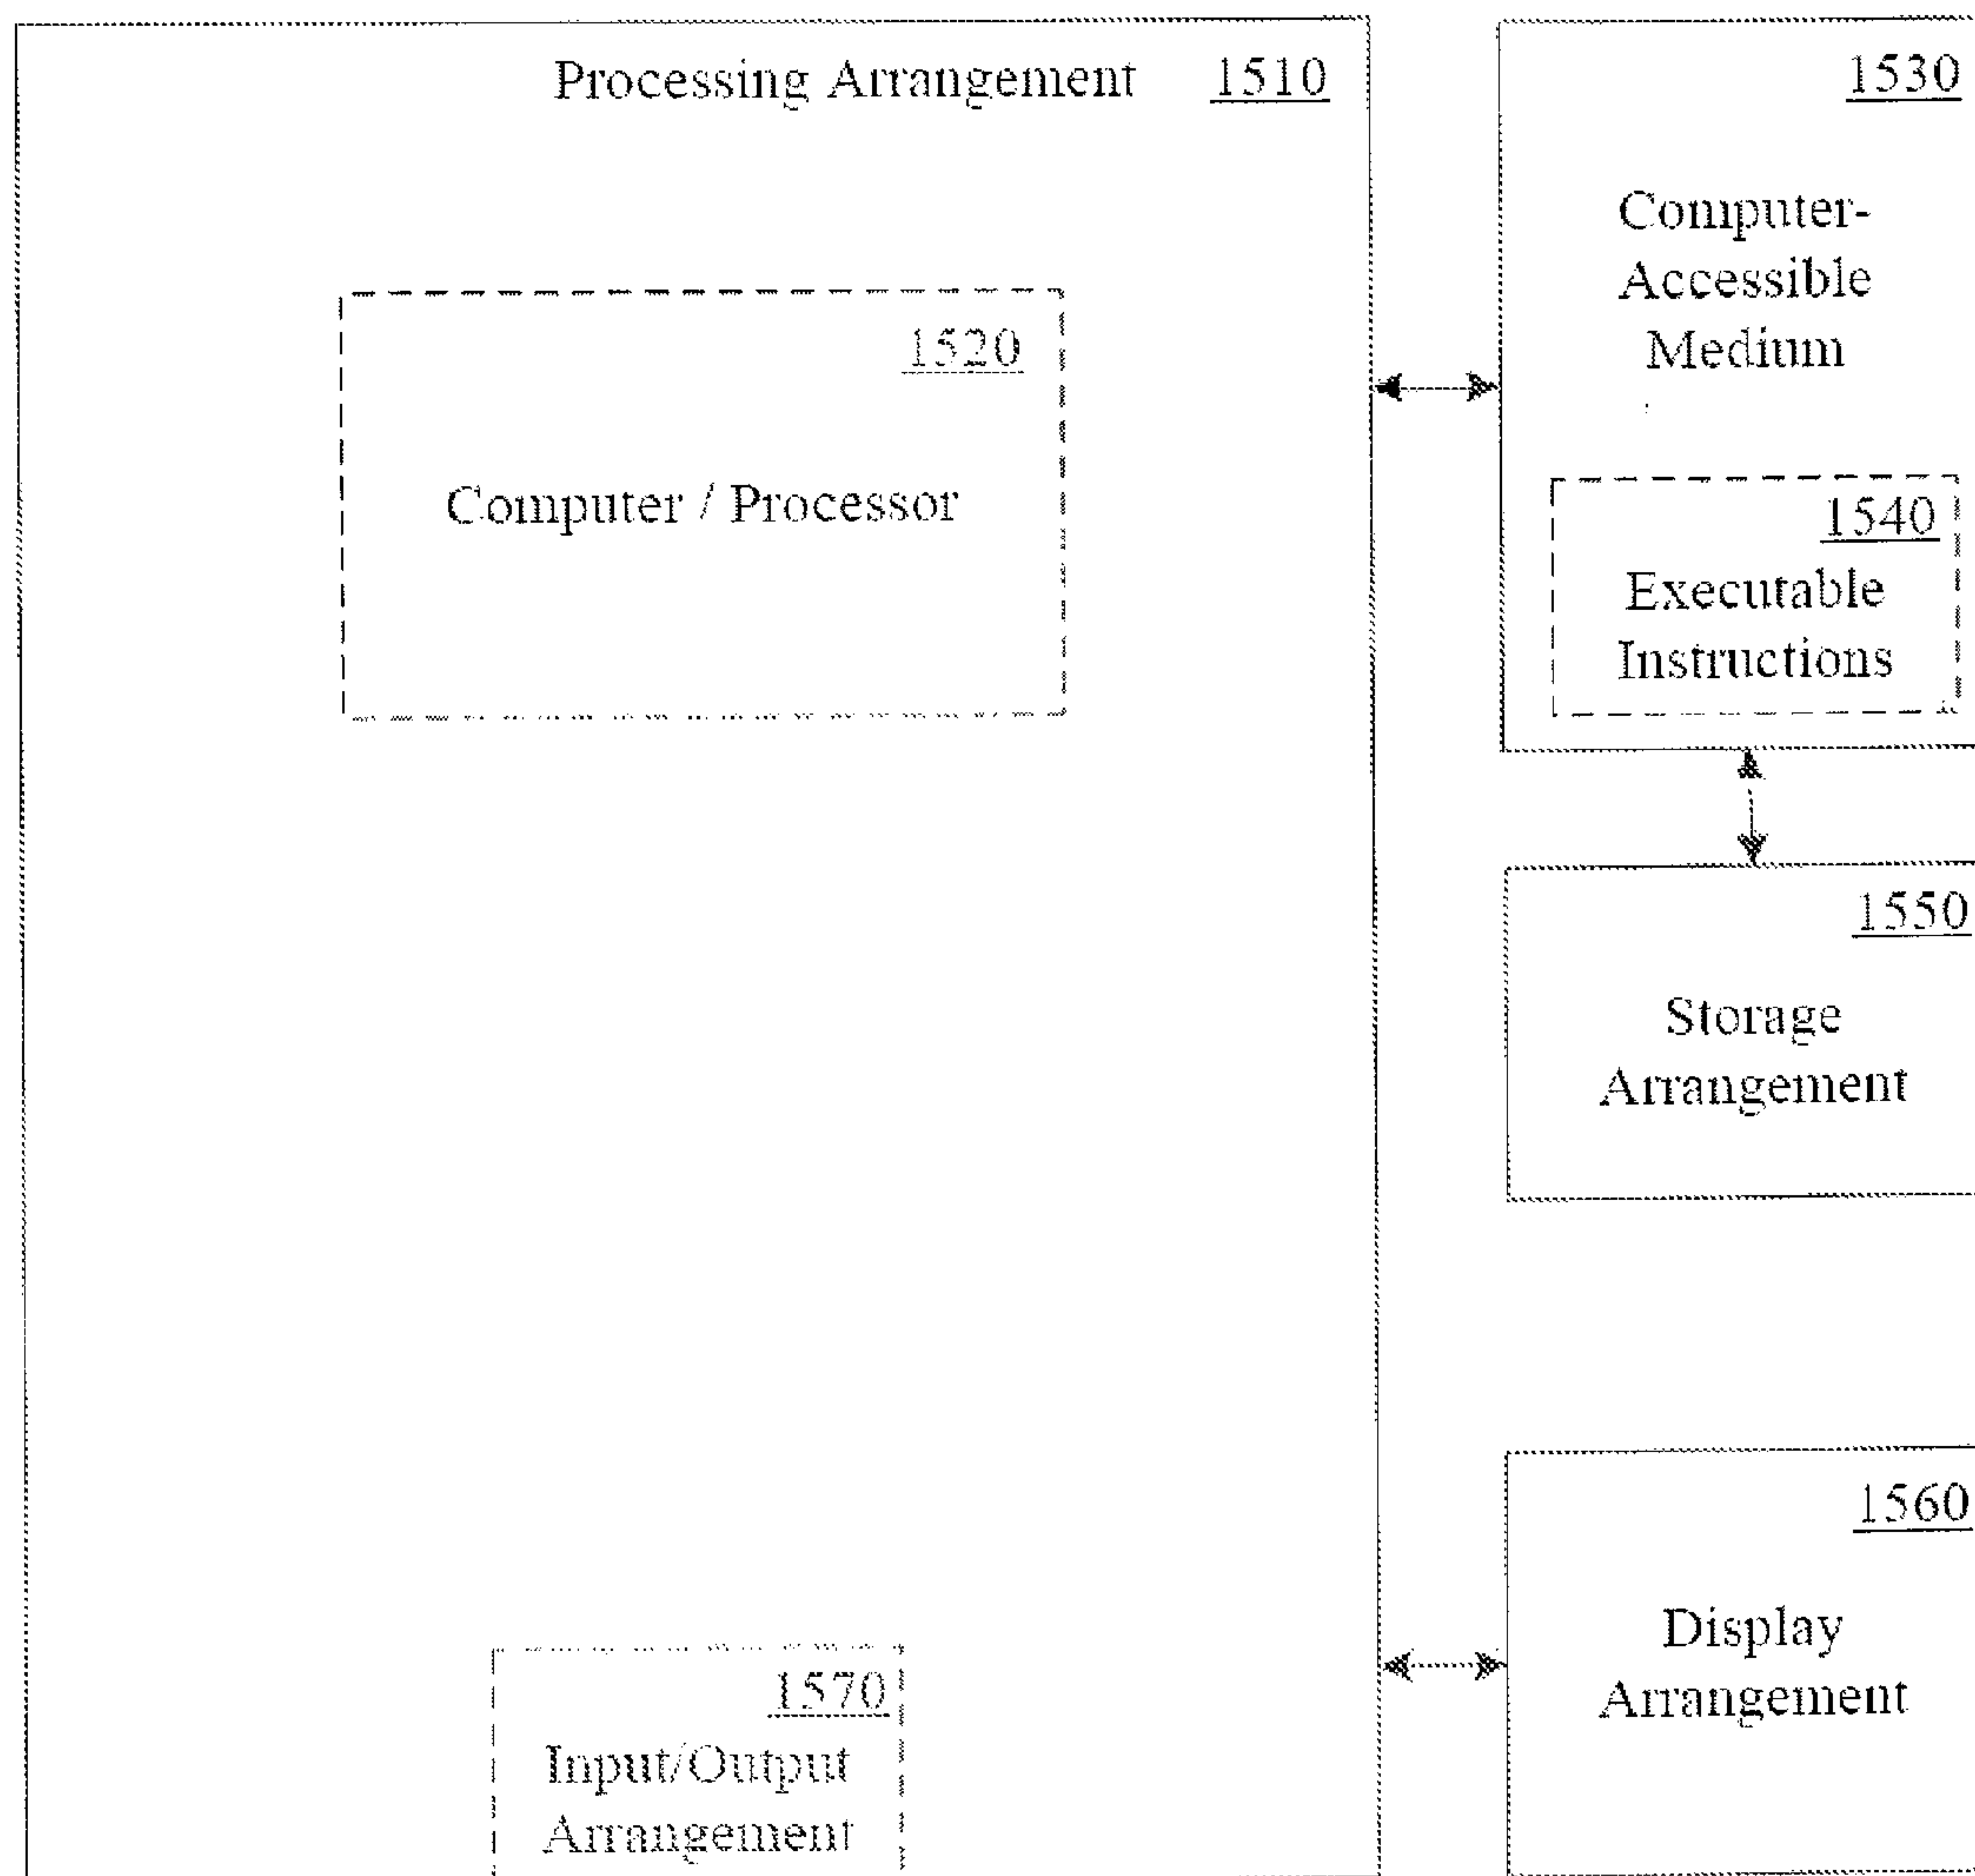 Processing Arrangement 1510
1520
Computer / Processor
1570
Input/Output
Arrangement
1530
Computer-
Accessible
Medium
1540
Executable
Instructions
1550
Storage
Arrangement
1560
Display
Arrangement